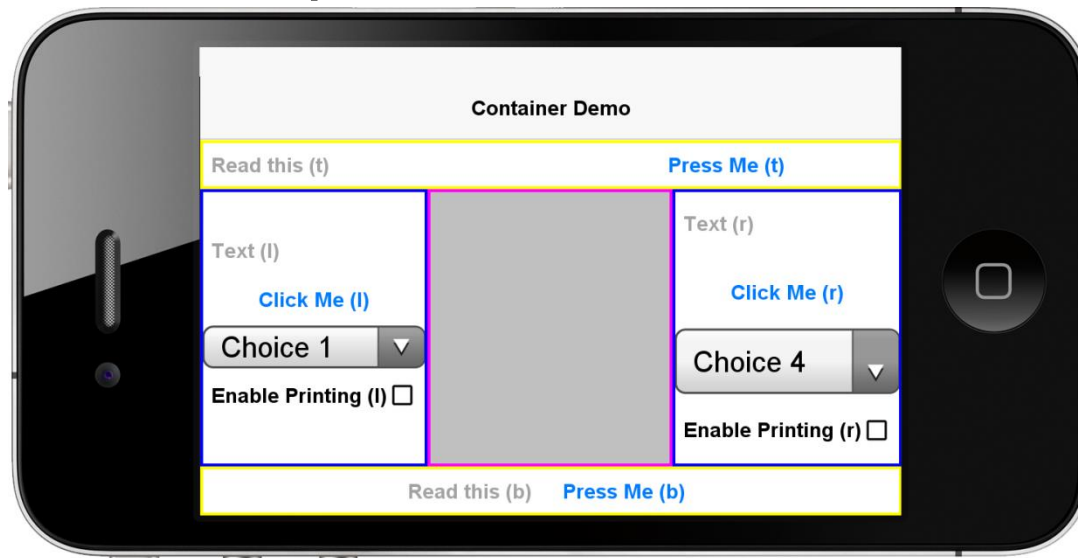 Container Demo
Read this (t) Press Me (t)
Text (l)
Click Me (l)
Choice 1
Enable Printing (l)
Text (r)
Click Me (r)
Choice 4
Enable Printing (r)
Read this (b) Press Me (b)